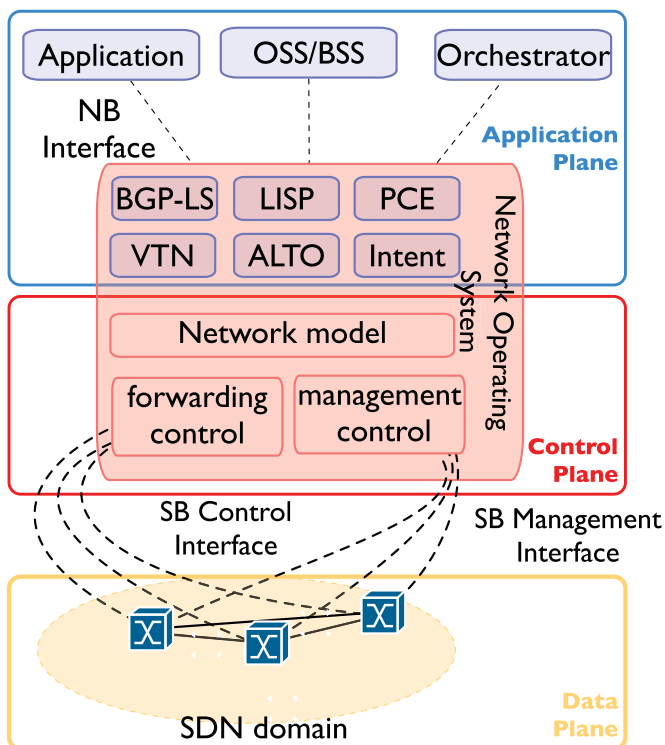 Application
OSS/BSS
Orchestrator
NB
Interface
Application
Plane
BGP-LS
LISP
PCE
VTN
ALTO
Intent
Network Operating
System
Network model
forwarding
control
management
control
Control
Plane
SB Control
Interface
SB Management
Interface
SDN domain
Data
Plane